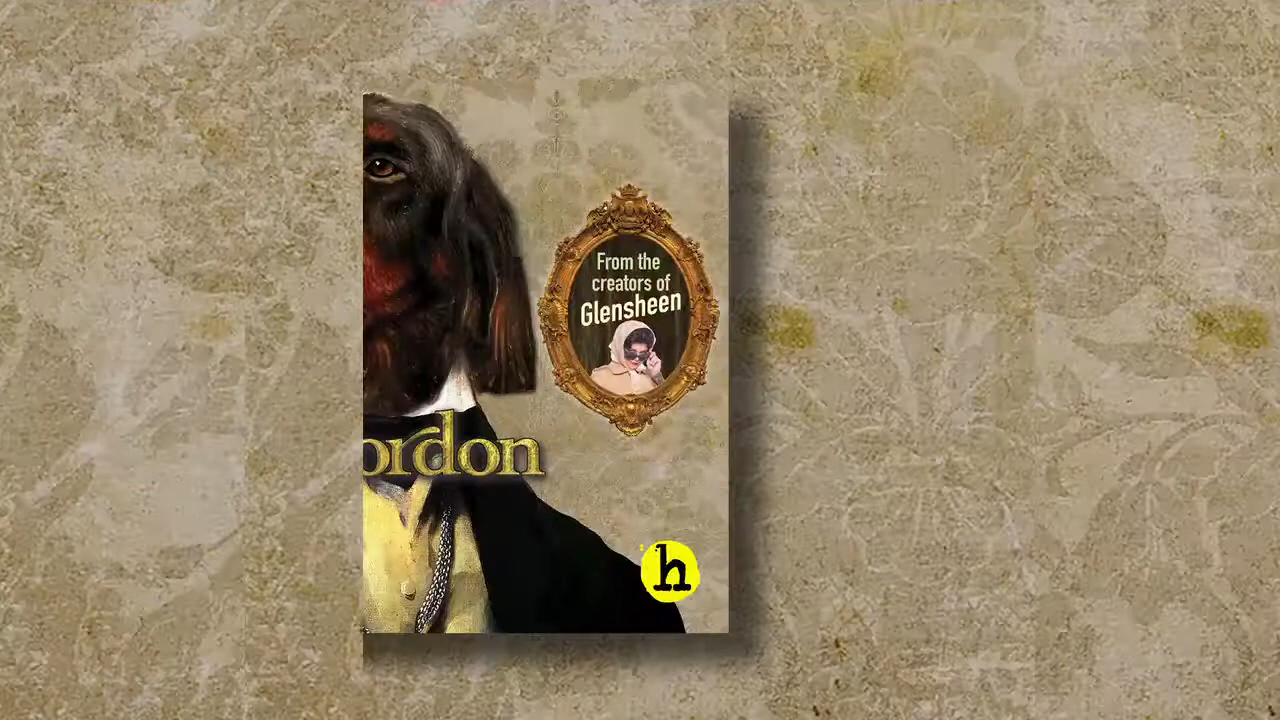 From the
creators of
Glensheen
ordon
h